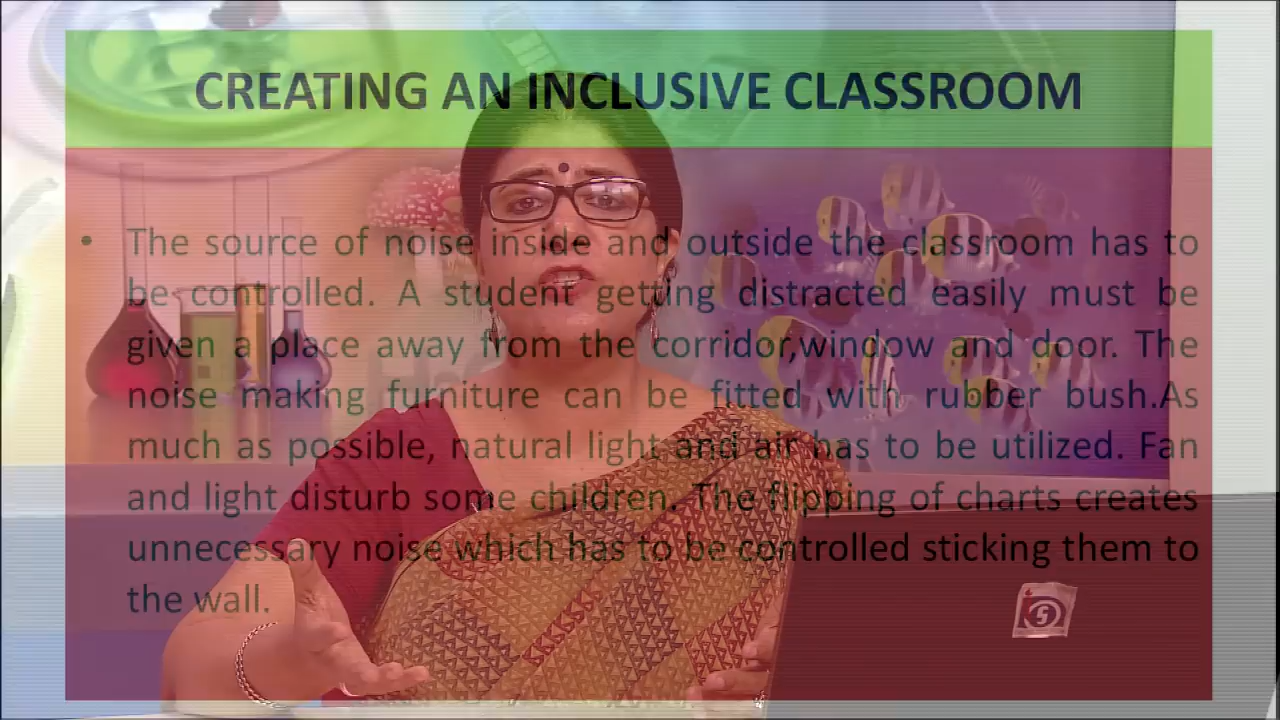 CREATING AN INCLUSIVE CLASSROOM
• The source of noise inside and outside the classroom has to
be controlled. A student getting distracted easily must be
given a place away from the corridor,window and door. The
noise making furniture can be fitted with rubber bush.As
much as possible, natural light and air has to be utilized. Fan
and light disturb some children. The flipping of charts creates
unnecessary noise which has to be controlled sticking them to
the wall.